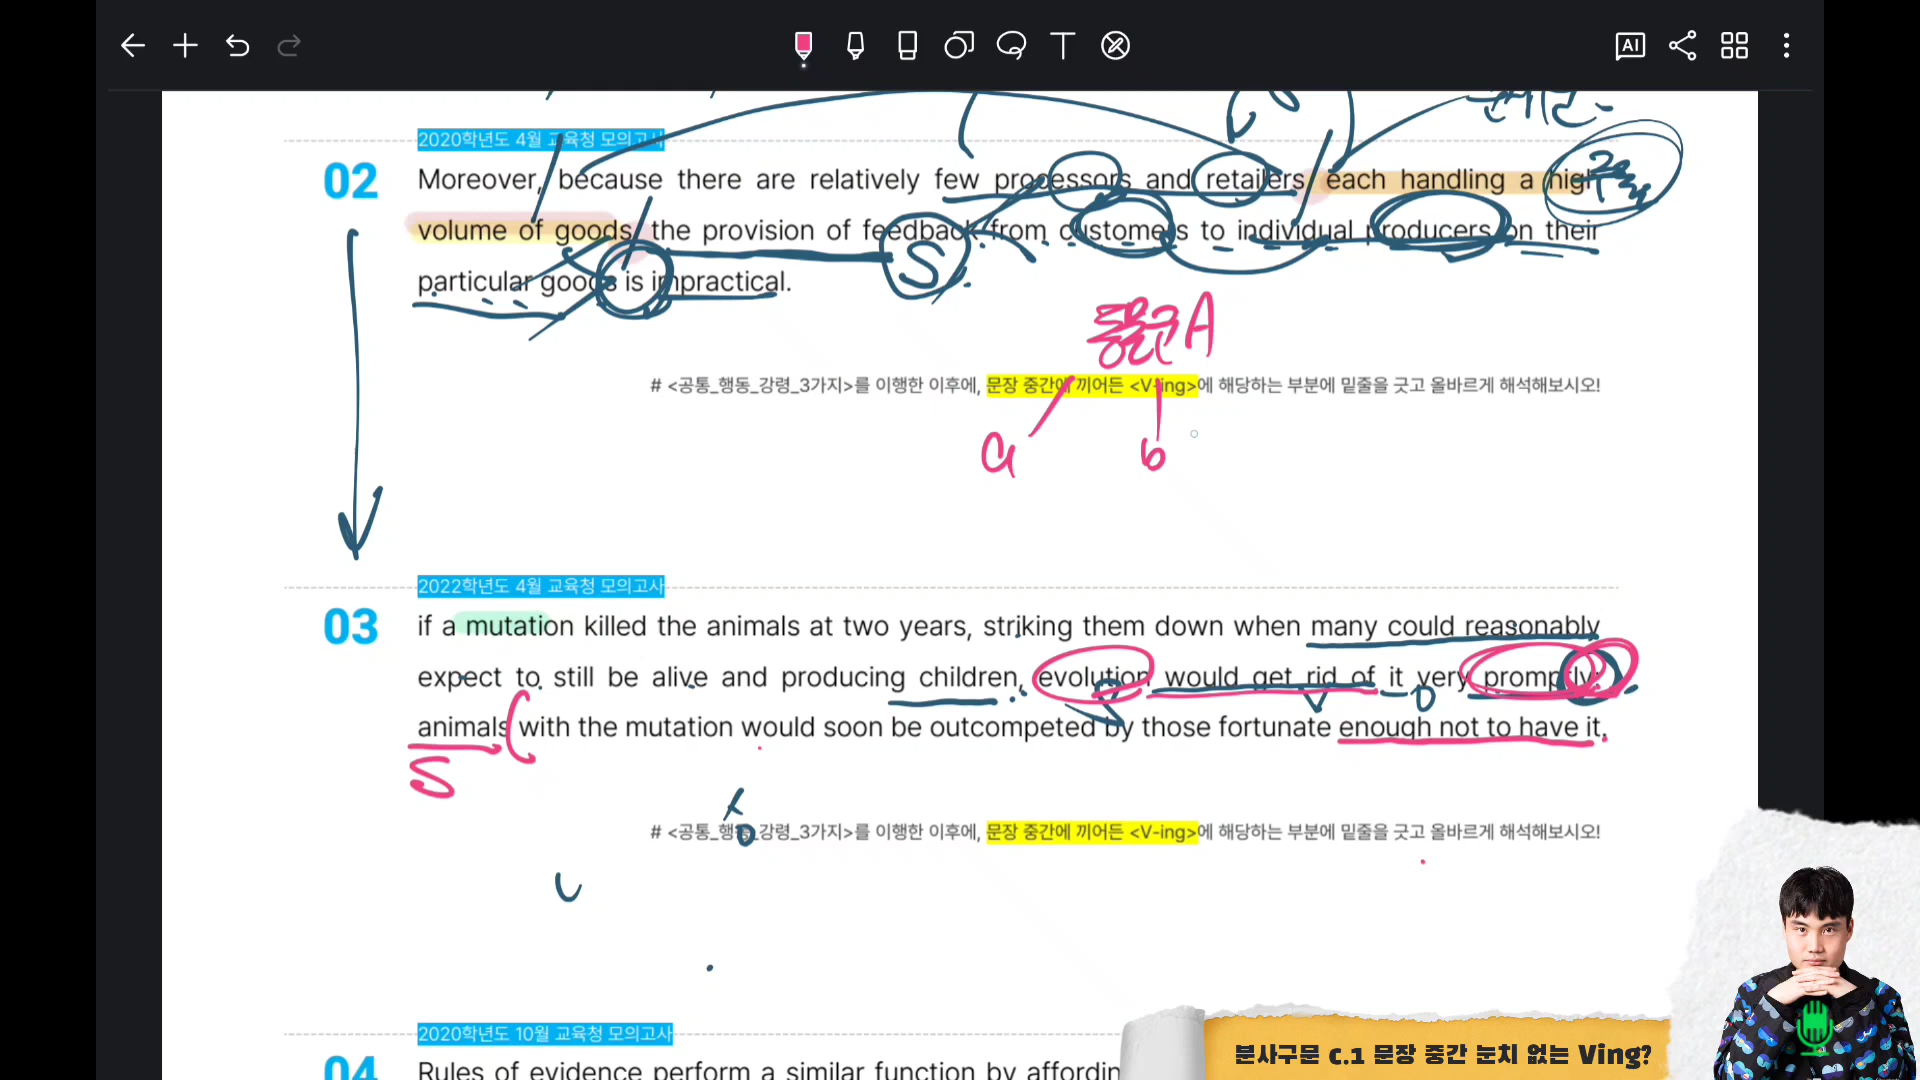 AI
2020학년도 4월 교육청 모의고사
02
Moreover, because there are relatively few processors and retailers, each handling a high
volume of goods, the provision of feedback from customers to individual producers on their
particular goods is impractical.
S
동물군 A
# <공통_행동_강령_3가지>를 이행한 이후에, 문장 중간에 끼어든 <V-ing>에 해당하는 부분에 밑줄을 긋고 올바르게 해석해보시오!
a
b
2022학년도 4월 교육청 모의고사
03
if a mutation killed the animals at two years, striking them down when many could reasonably
expect to still be alive and producing children, evolution would get rid of it very promptly:
animals with the mutation would soon be outcompeted by those fortunate enough not to have it.
S
# <공통_행동_강령_3가지>를 이행한 이후에, 문장 중간에 끼어든 <V-ing>에 해당하는 부분에 밑줄을 긋고 올바르게 해석해보시오!
2020학년도 10월 교육청 모의고사
04
Rules of evidence perform a similar function by affordin
분사구문 c.1 문장 중간 눈치 없는 Ving?